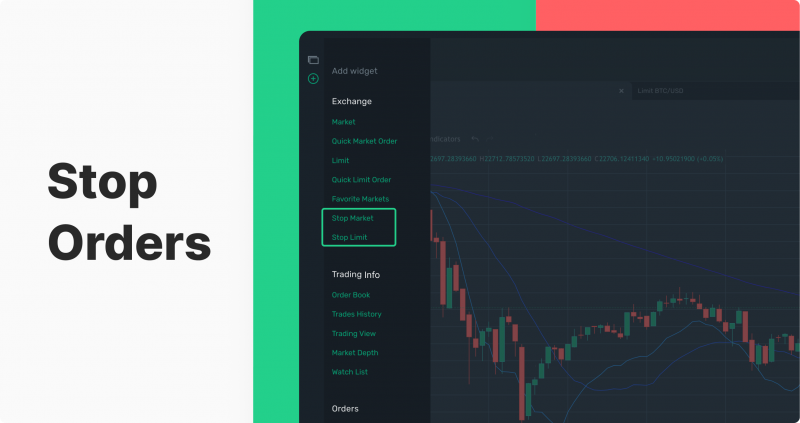 Stop
Orders
Add widget
Exchange
Market
Quick Market Order
Limit
Quick Limit Order
Favorite Markets
Stop Market
Stop Limit
Trading Info
Order Book
Trades History
Trading View
Market Depth
Watch List
Orders
Limit BTC/USD
ndicators
22697.28393660 H22712.78573520 L22697.28393660 C22706.12411340 -10.95021900 (-0.05%)